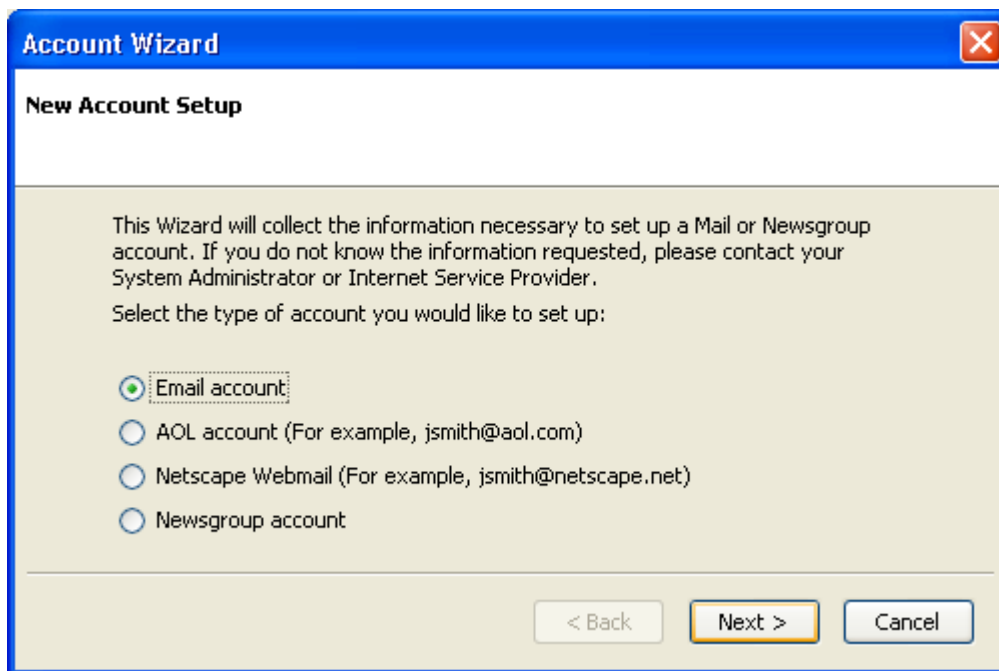 Account Wizard
New Account Setup
This Wizard will collect the information necessary to set up a Mail or Newsgroup
account. If you do not know the information requested, please contact your
System Administrator or Internet Service Provider.
Select the type of account you would like to set up:
Email account
AOL account (For example, jsmith@aol.com)
Netscape Webmail (For example, jsmith@netscape.net)
Newsgroup account
< Back Next > Cancel